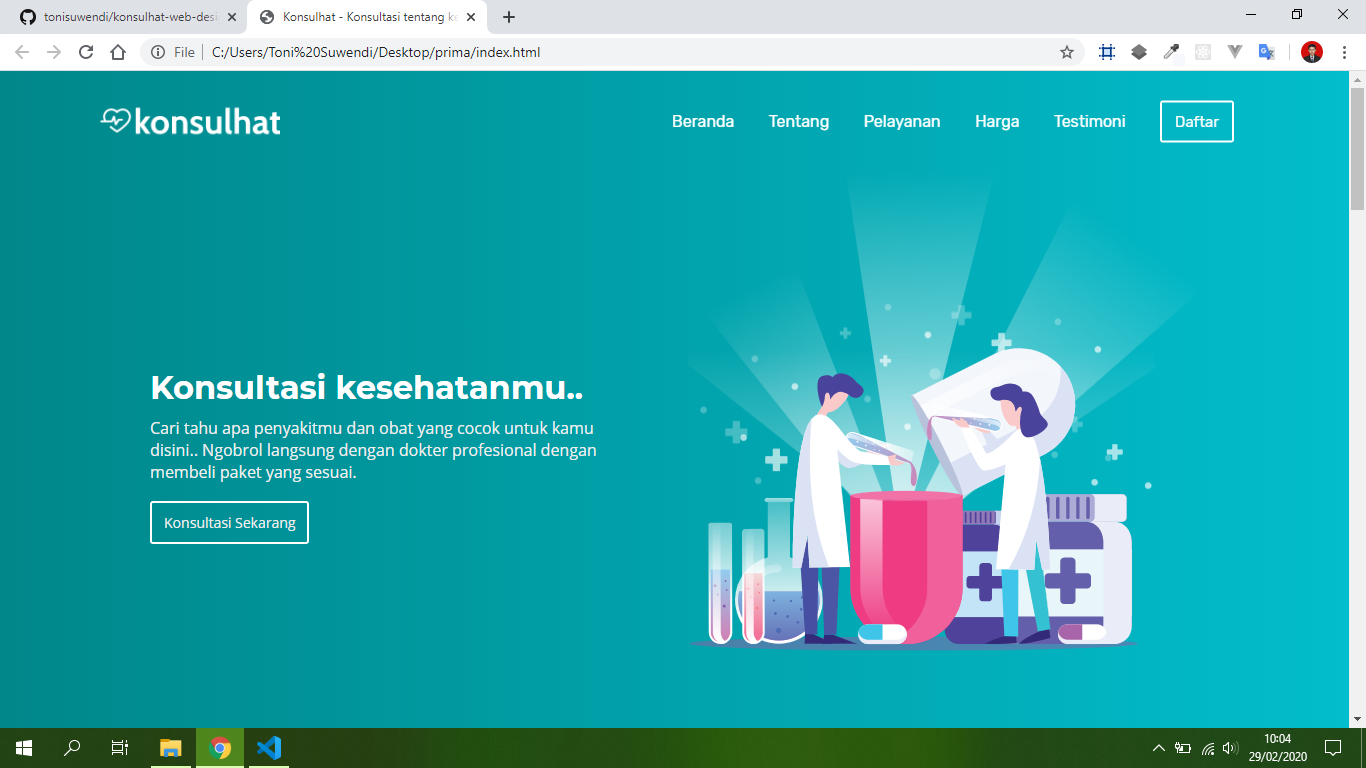 tonisuwendi/konsulhat-web-desi
Konsulhat - Konsultasi tentang ke
File
C:/Users/Toni%20Suwendi/Desktop/prima/index.html
konsulhat
Beranda Tentang Pelayanan Harga Testimoni Daftar
Konsultasi kesehatanmu..
Cari tahu apa penyakitmu dan obat yang cocok untuk kamu
disini.. Ngobrol langsung dengan dokter profesional dengan
membeli paket yang sesuai.
Konsultasi Sekarang
10:04
29/02/2020